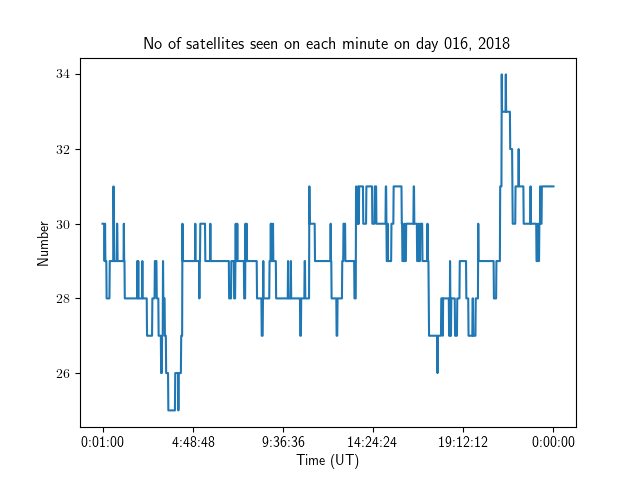 No of satellites seen on each minute on day 016, 2018
34
32
30
28
26
Number
0:01:00 4:48:48 9:36:36 14:24:24 19:12:12 0:00:00
Time (UT)